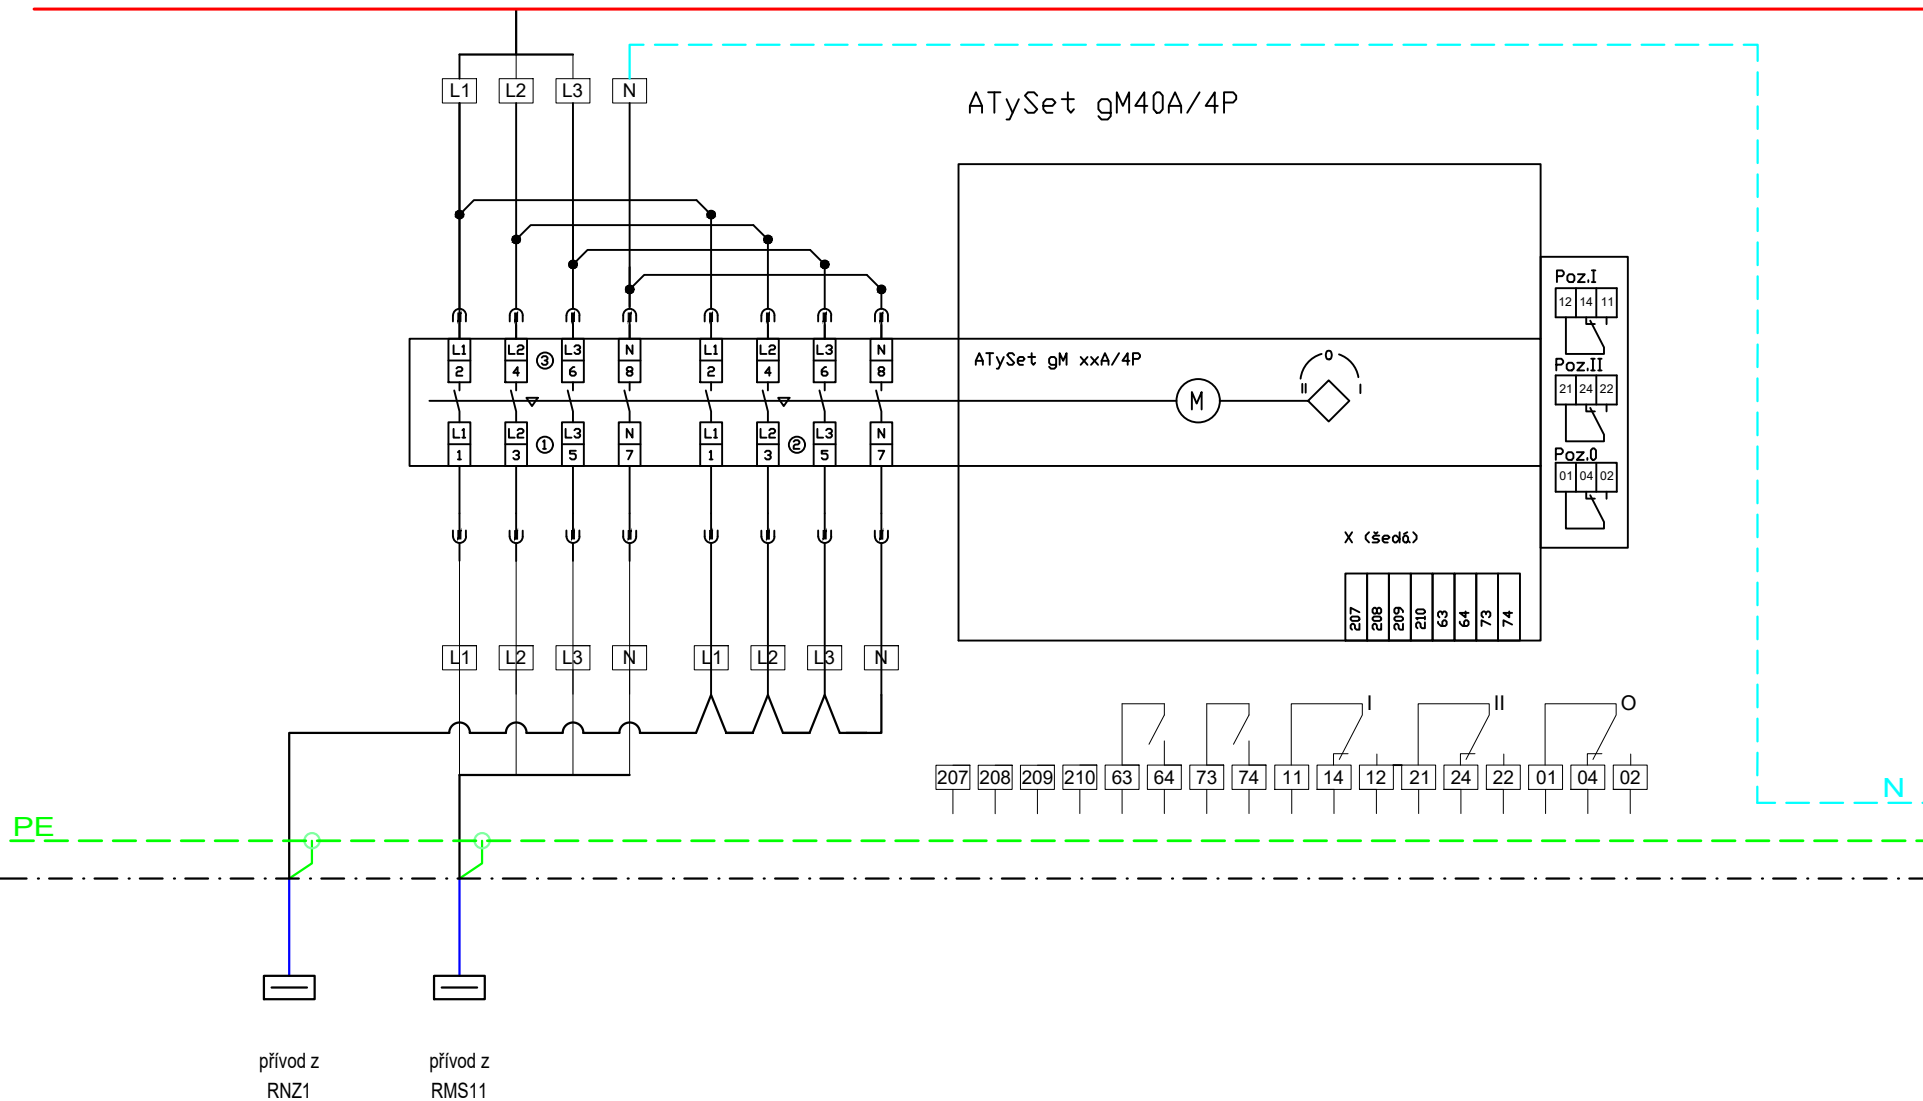 L1 L2 L3 N
ATySet gM40A/4P
Poz.I
12 14 11
L1 L2 ③ L3 N L1 L2 L3 N
2 4 6 8 2 4 6 8
ATySet gM xxA/4P
0
II I
M
Poz.II
21 24 22
L1 L2 ① L3 N L1 L2 ② L3 N
1 3 5 7 1 3 5 7
Poz.0
01 04 02
X (šedá)
207 208 209 210 63 64 73 74
L1 L2 L3 N L1 L2 L3 N
I II O
207 208 209 210 63 64 73 74 11 14 12 21 24 22 01 04 02
N
PE
přívod z
RNZ1
přívod z
RMS11